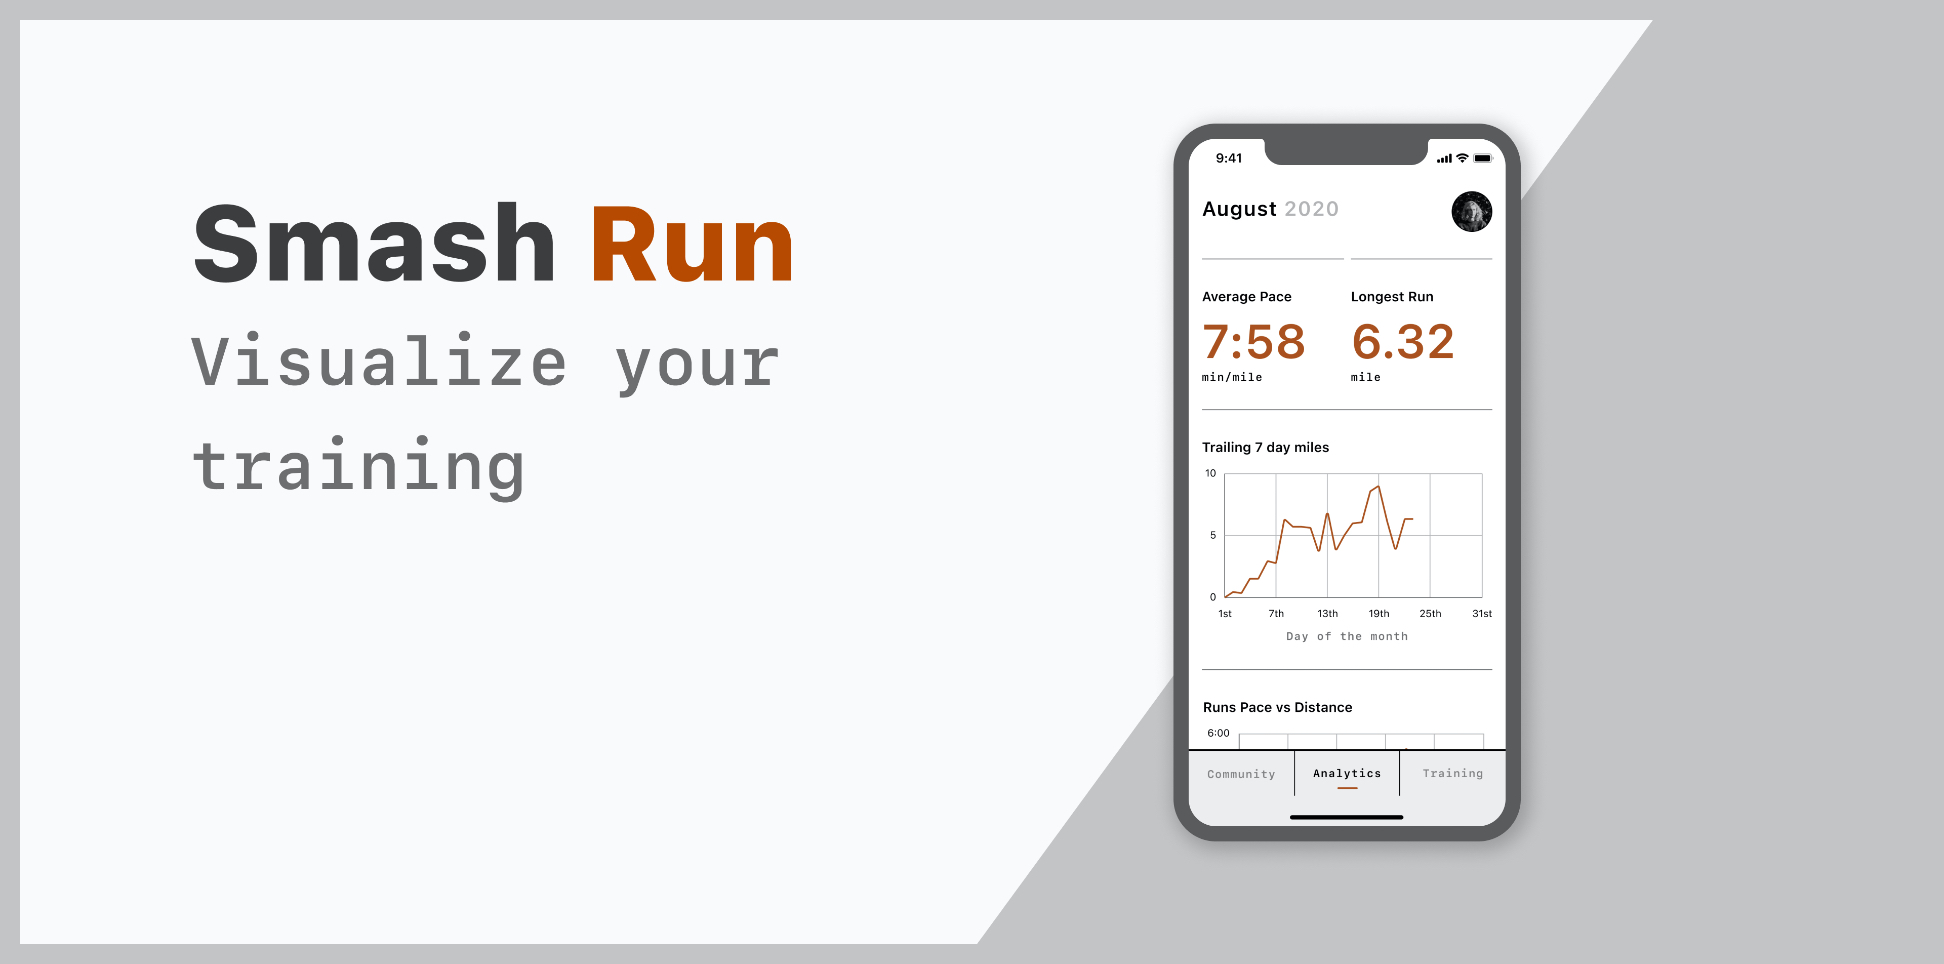 Smash Run
Visualize your
training
9:41
August 2020
Average Pace
Longest Run
7:58
6.32
min/mile
mile
Trailing 7 day miles
10
5
0
1st 7th 13th 19th 25th 31st
Day of the month
Runs Pace vs Distance
6:00
Community Analytics Training